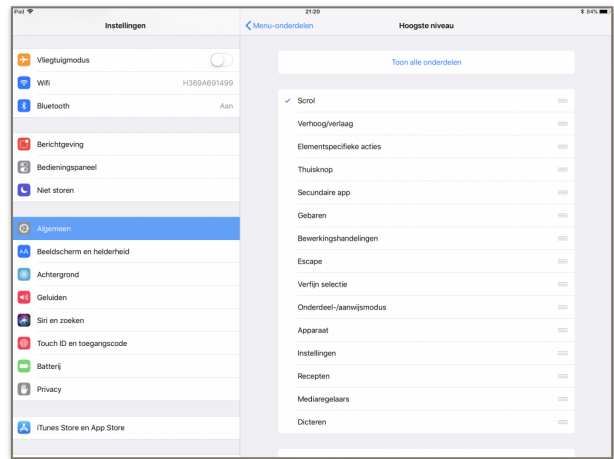 iPad
21:20
84%
Instellingen
Menu-onderdelen
Hoogste niveau
Vliegtuigmodus
Wifi H369A691499
Bluetooth Aan
Berichtgeving
Bedieningspaneel
Niet storen
Algemeen
AA Beeldscherm en helderheid
Achtergrond
Geluiden
Siri en zoeken
Touch ID en toegangscode
Batterij
Privacy
iTunes Store en App Store
Toon alle onderdelen
Scrol
Verhoog/verlaag
Elementspecifieke acties
Thuisknop
Secundaire app
Gebaren
Bewerkingshandelingen
Escape
Verfijn selectie
Onderdeel-/aanwijsmodus
Apparaat
Instellingen
Recepten
Mediaregelaars
Dicteren